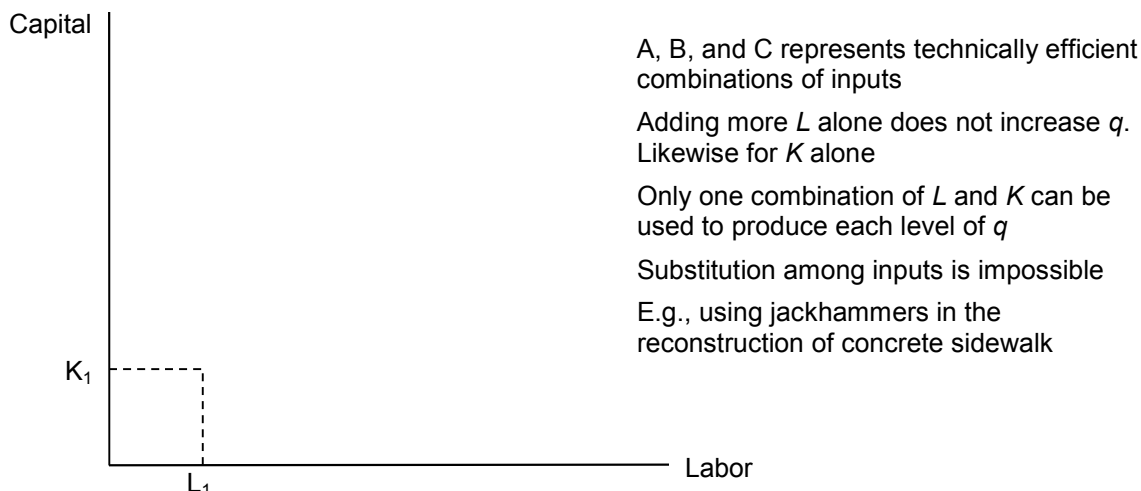 Capital
A, B, and C represents technically efficient
combinations of inputs
Adding more L alone does not increase q.
Likewise for K alone
Only one combination of L and K can be
used to produce each level of q
Substitution among inputs is impossible
E.g., using jackhammers in the
reconstruction of concrete sidewalk
K₁
Labor
L₁